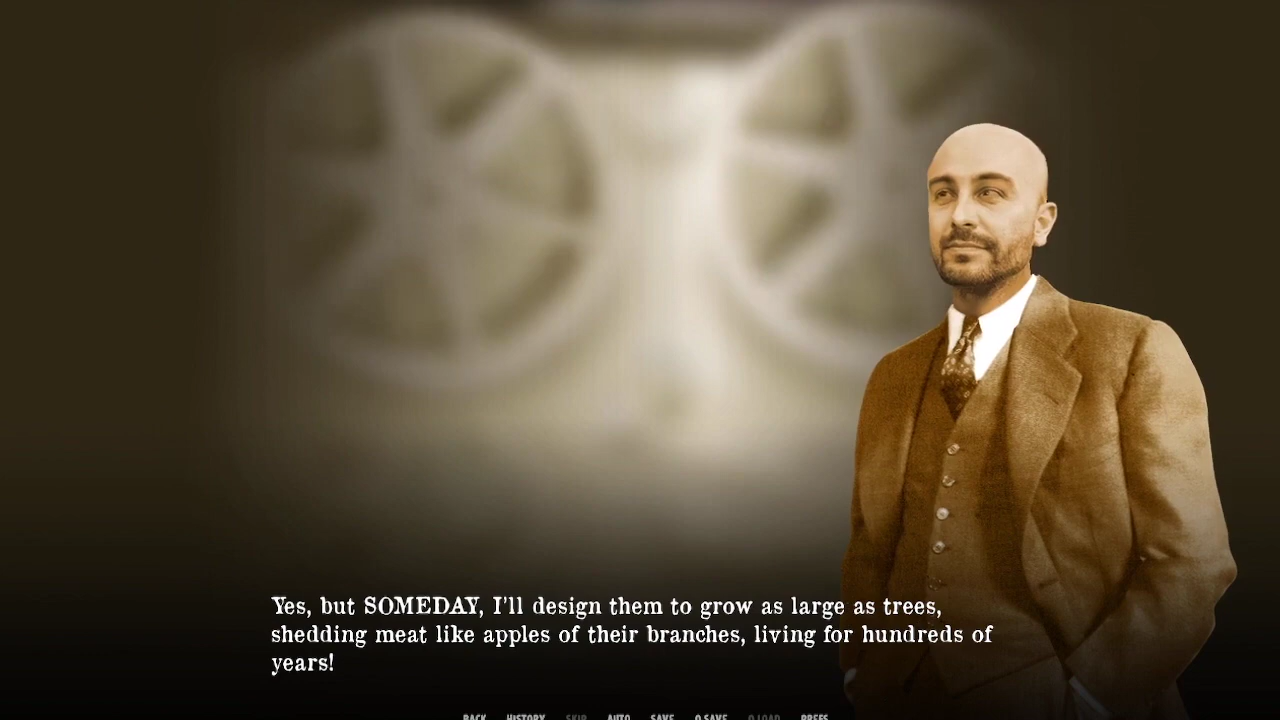 Yes, but SOMEDAY, I'll design them to grow as large as trees,
shedding meat like apples of their branches, living for hundreds of
years!
BACK HISTORY SKIP AUTO SAVE Q.SAVE Q.LOAD PREFS